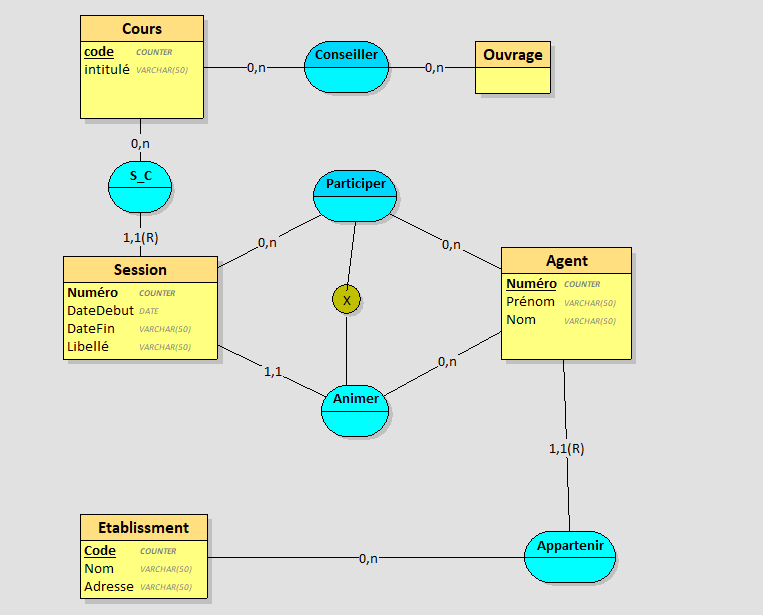 Cours
code COUNTER
intitulé VARCHAR(50)
0,n
Conseiller
0,n
Ouvrage
0,n
S_C
1,1(R)
Participer
0,n
0,n
Session
Numéro COUNTER
DateDebut DATE
DateFin VARCHAR(50)
Libellé VARCHAR(50)
X
Agent
Numéro COUNTER
Prénom VARCHAR(50)
Nom VARCHAR(50)
1,1
0,n
Animer
1,1(R)
Etablissment
Code COUNTER
Nom VARCHAR(50)
Adresse VARCHAR(50)
0,n
Appartenir